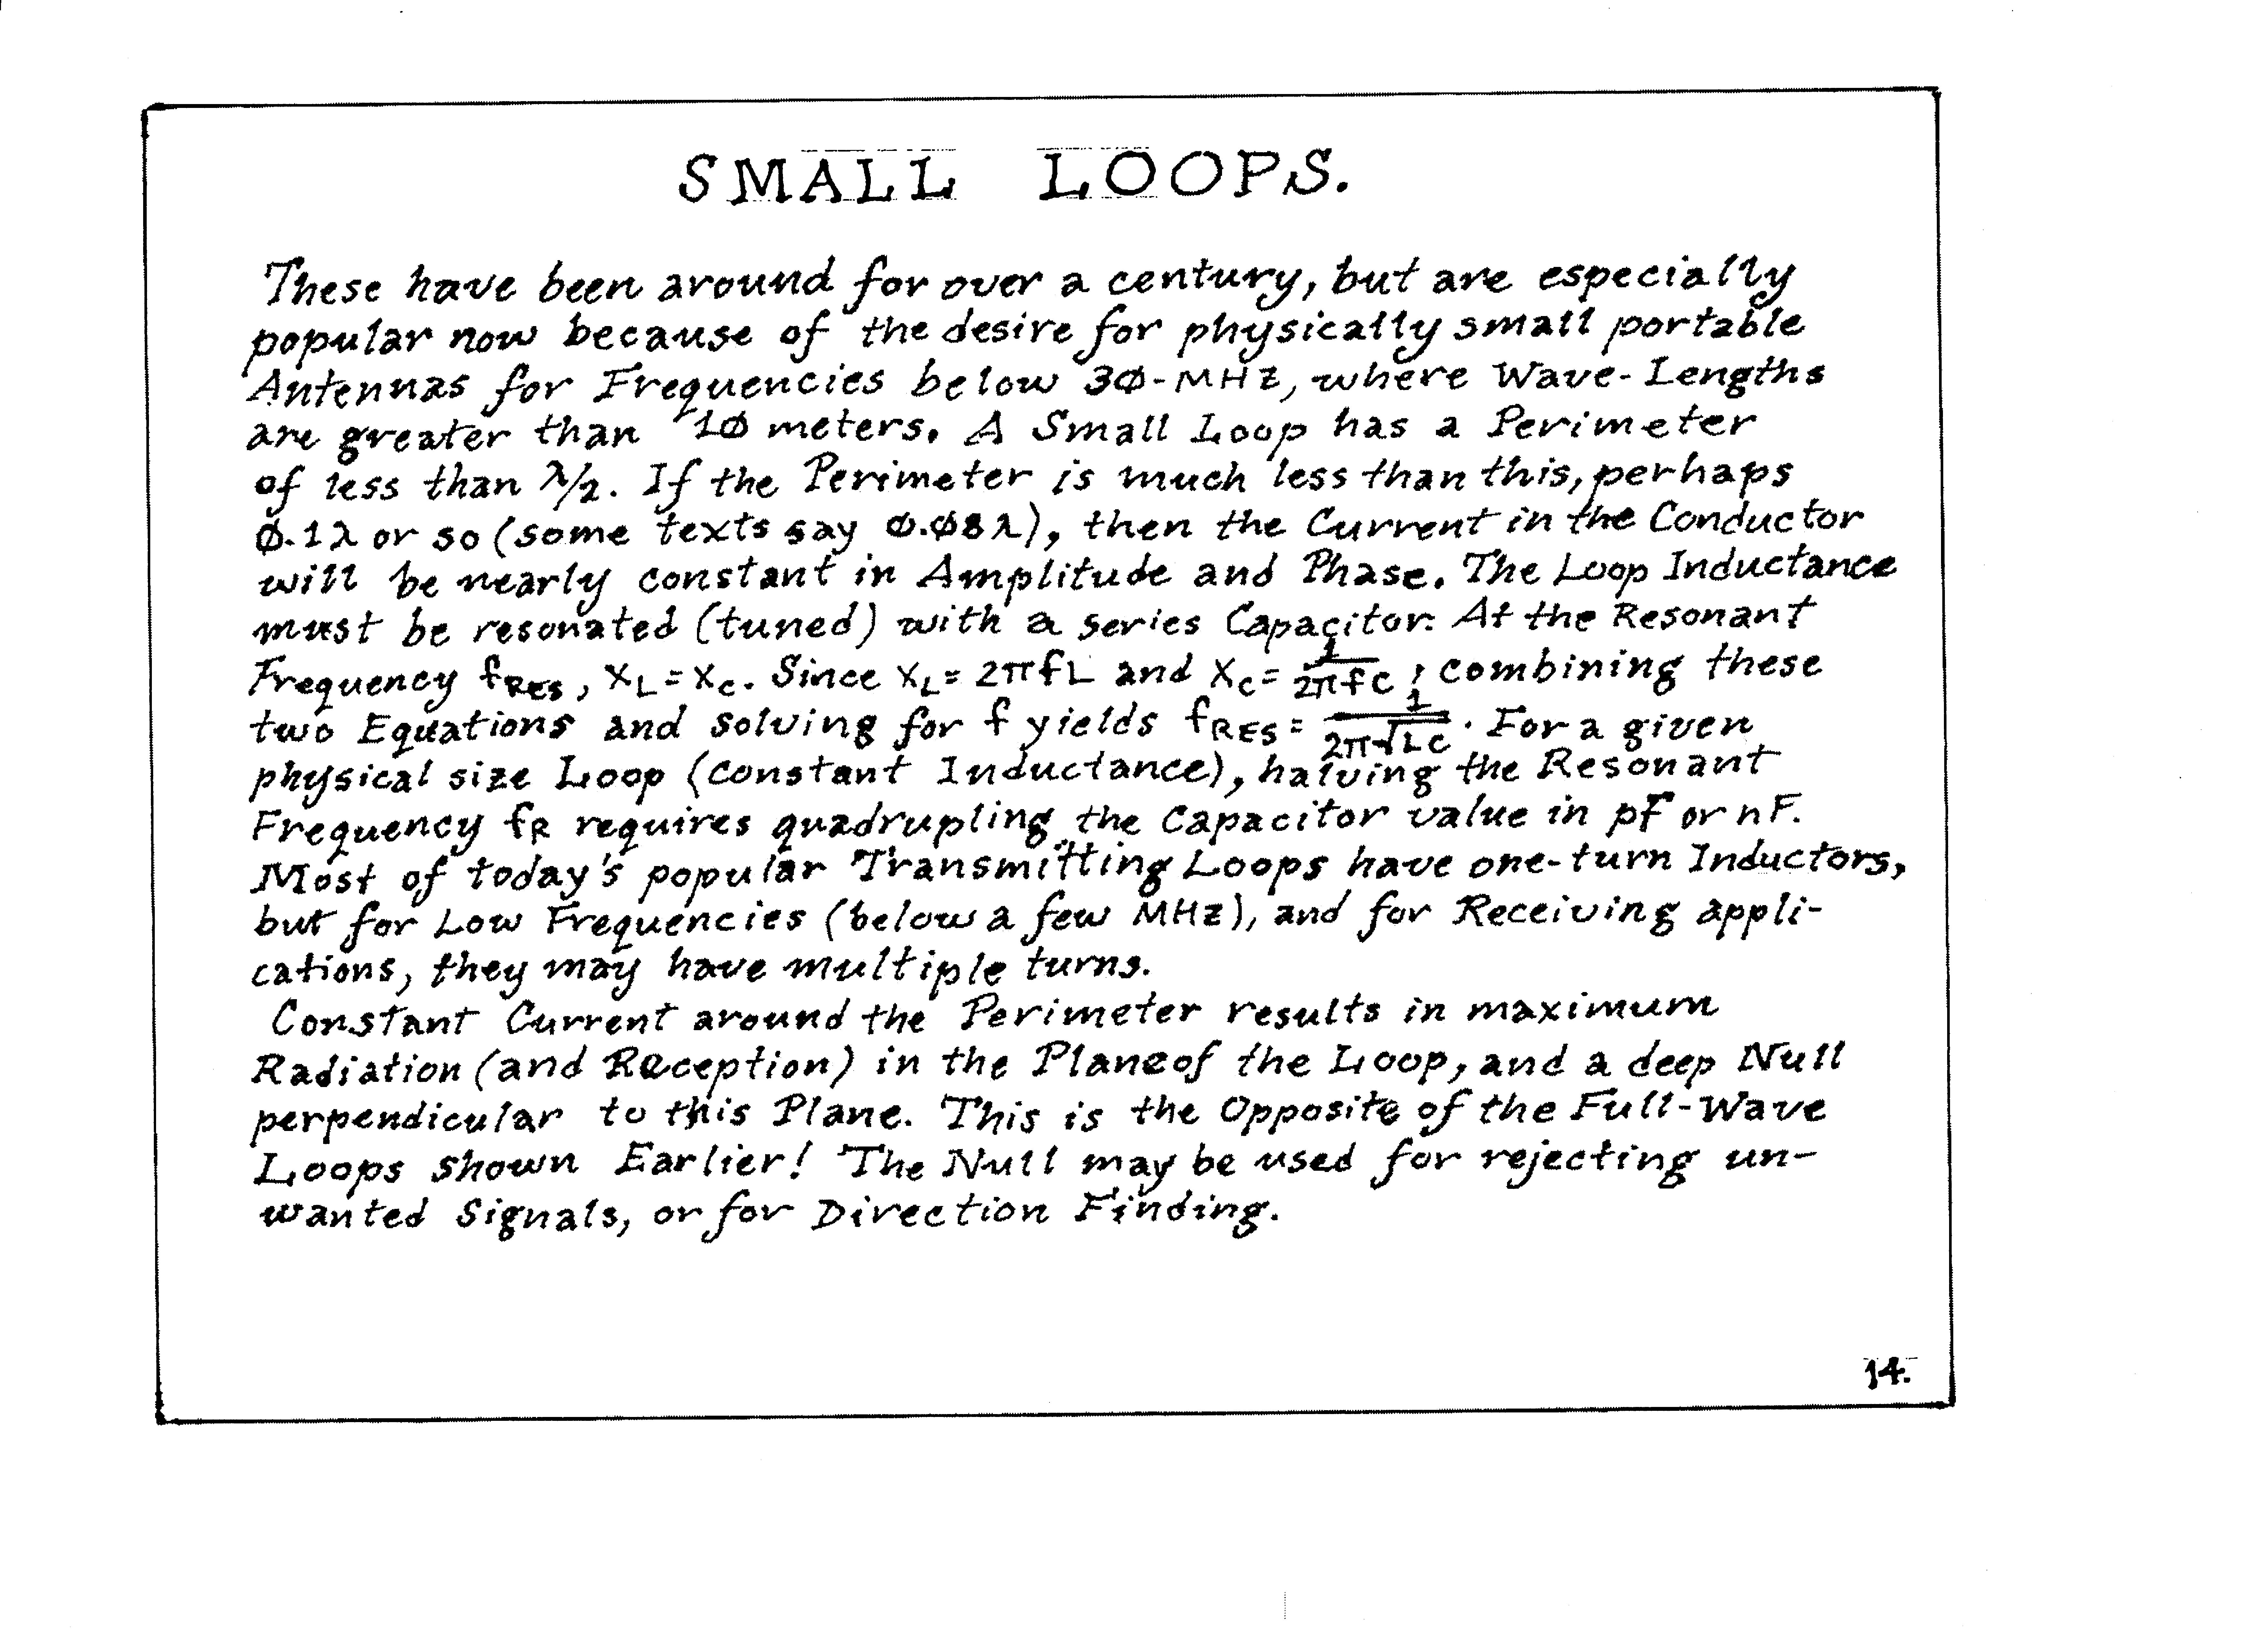 SMALL LOOPS.
These have been around for over a century, but are especially
popular now because of the desire for physically small portable
Antennas for Frequencies below 3Ø-MHz, where Wave-Lengths
are greater than 1Ø meters. A Small Loop has a Perimeter
of less than λ/2. If the Perimeter is much less than this, perhaps
Ø.1λ or so (some texts say Ø.Ø8λ), then the Current in the Conductor
will be nearly constant in Amplitude and Phase. The Loop Inductance
must be resonated (tuned) with a series Capacitor. At the Resonant
Frequency fRES, XL = XC. Since XL = 2πfL and XC = 1/2πfC; combining these
two Equations and solving for f yields fRES = 1/2π√LC. For a given
physical size Loop (constant Inductance), halving the Resonant
Frequency fR requires quadrupling the Capacitor value in pF or nF.
Most of today's popular Transmitting Loops have one-turn Inductors,
but for Low Frequencies (below a few MHz), and for Receiving appli-
cations, they may have multiple turns.
Constant Current around the Perimeter results in maximum
Radiation (and Reception) in the Plane of the Loop, and a deep Null
perpendicular to this Plane. This is the Opposite of the Full-Wave
Loops shown Earlier! The Null may be used for rejecting un-
wanted Signals, or for Direction Finding.
14.